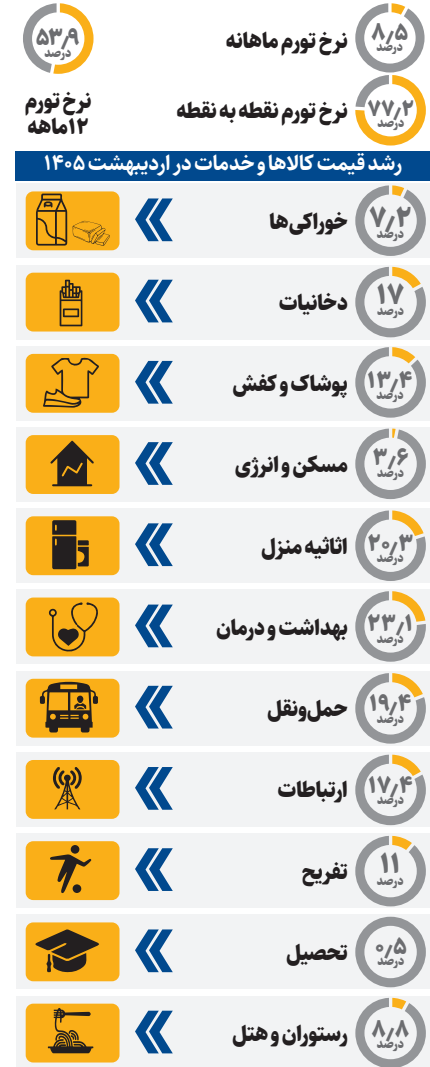 ۸٫۵
درصد
نرخ تورم ماهانه
۵۳٫۹
درصد
نرخ تورم
۱۲ماهه
۷۷٫۲
درصد
نرخ تورم نقطه به نقطه
رشد قیمت کالاها و خدمات در اردیبهشت ۱۴۰۵
۷٫۲
درصد
خوراکی‌ها
۱۷
درصد
دخانیات
۱۳٫۴
درصد
پوشاک و کفش
۳٫۶
درصد
مسکن و انرژی
۲۰٫۳
درصد
اثاثیه منزل
۲۳٫۱
درصد
بهداشت و درمان
۱۹٫۴
درصد
حمل‌ونقل
۱۷٫۴
درصد
ارتباطات
۱۱
درصد
تفریح
۰٫۵
درصد
تحصیل
۸٫۸
درصد
رستوران و هتل